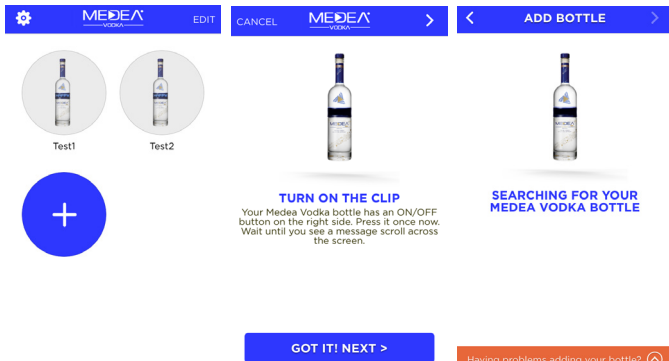 MEDEA
VODKA
EDIT
Test1
Test2
CANCEL
MEDEA
VODKA
MEDEA
TURN ON THE CLIP
Your Medea Vodka bottle has an ON/OFF
button on the right side. Press it once now.
Wait until you see a message scroll across
the screen.
GOT IT! NEXT >
ADD BOTTLE
MEDEA
SEARCHING FOR YOUR
MEDEA VODKA BOTTLE
Having problems adding your bottle?